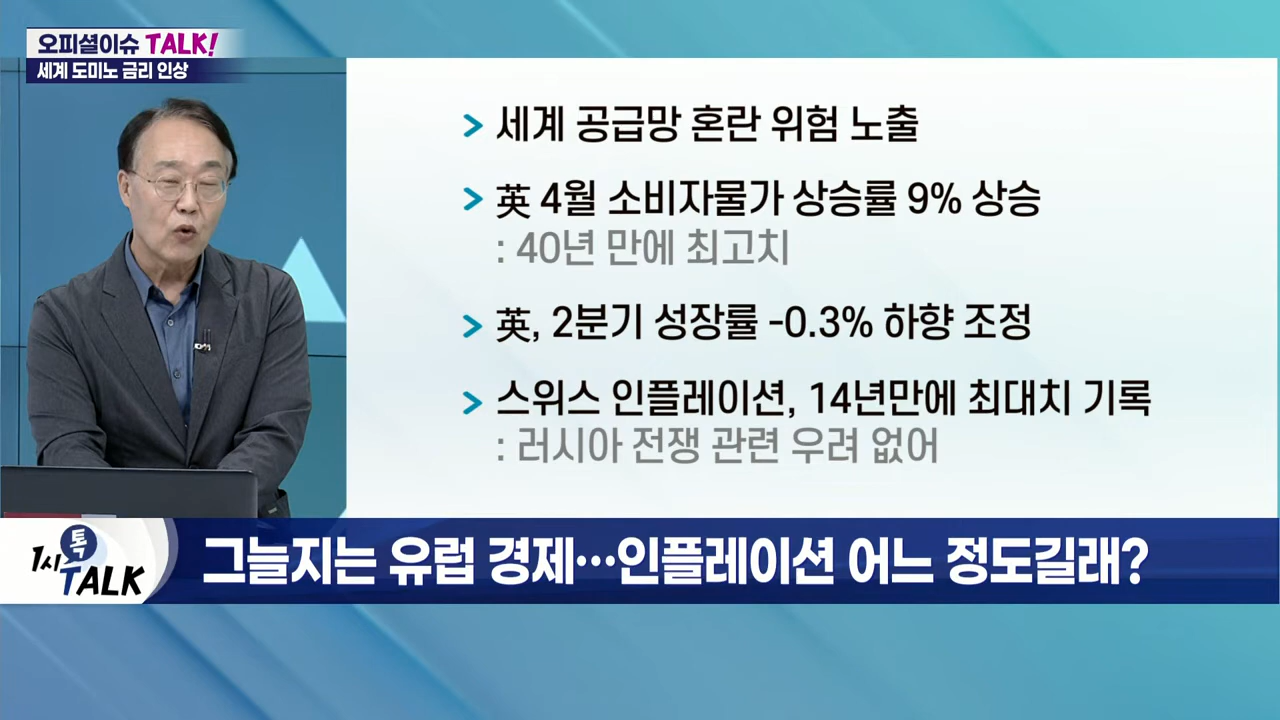 오피셜이슈 TALK!
세계 도미노 금리 인상
> 세계 공급망 혼란 위험 노출
> 英 4월 소비자물가 상승률 9% 상승
: 40년 만에 최고치
> 英, 2분기 성장률 -0.3% 하향 조정
> 스위스 인플레이션, 14년만에 최대치 기록
: 러시아 전쟁 관련 우려 없어
1시 톡 TALK
그늘지는 유럽 경제…인플레이션 어느 정도길래?